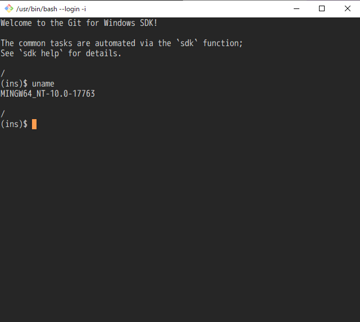 /usr/bin/bash --login -i
Welcome to the Git for Windows SDK!
The common tasks are automated via the `sdk` function;
See `sdk help` for details.
/
(ins)$ uname
MINGW64_NT-10.0-17763
/
(ins)$